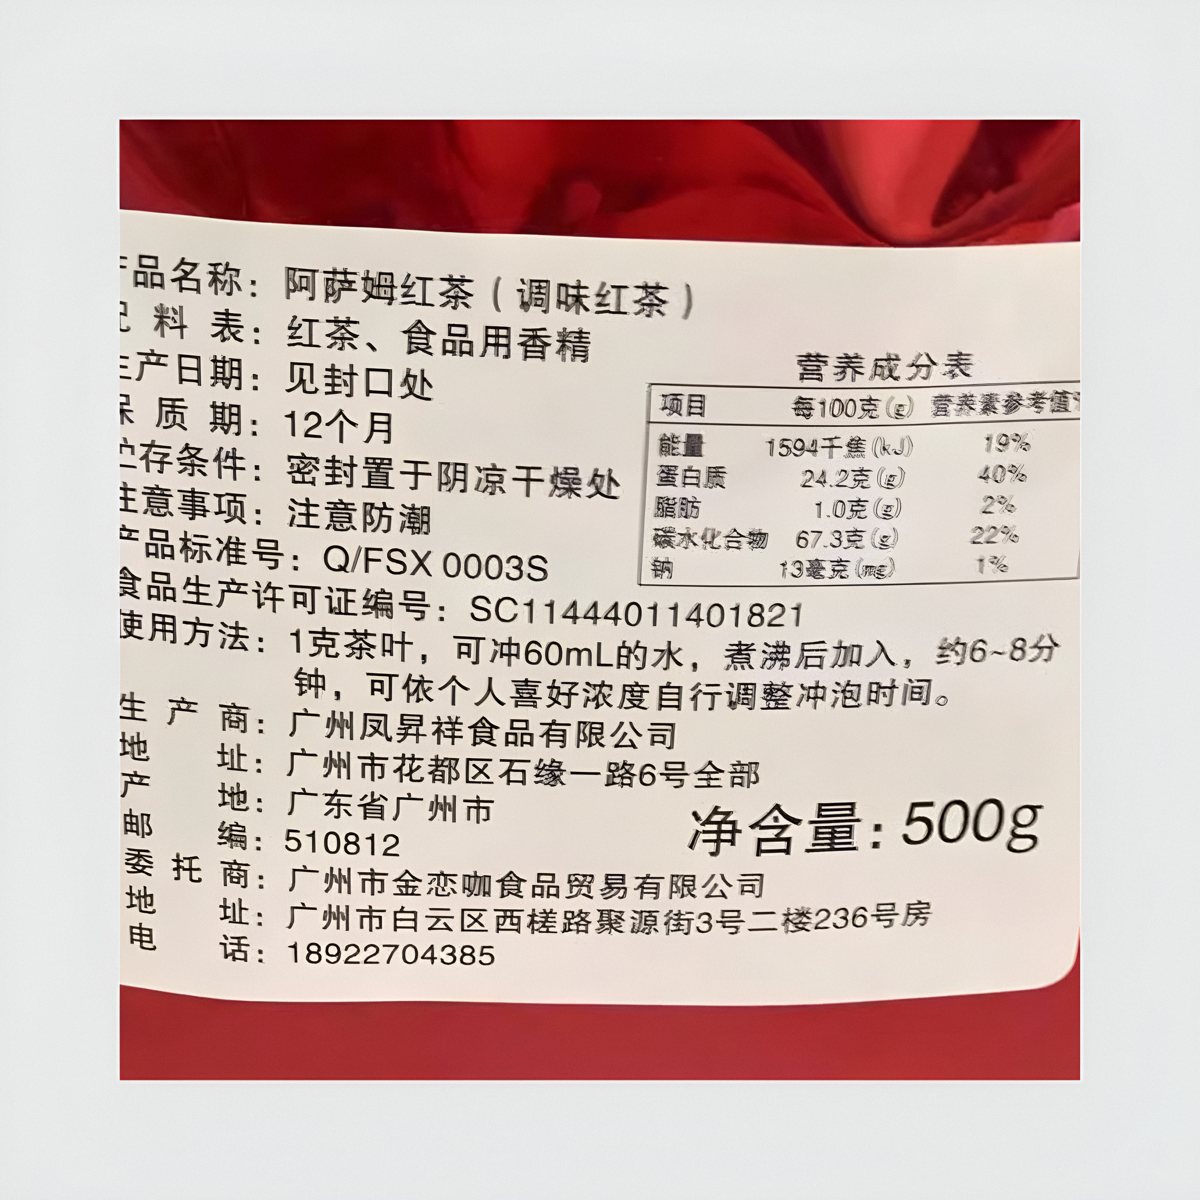 产品名称：阿萨姆红茶（调味红茶）
配料表：红茶、食品用香精
生产日期：见封口处
保质期：12个月
贮存条件：密封置于阴凉干燥处
注意事项：注意防潮
产品标准号：Q/FSX 0003S
食品生产许可证编号：SC11444011401821
使用方法：1克茶叶，可冲60mL的水，煮沸后加入，约6~8分
钟，可依个人喜好浓度自行调整冲泡时间。
营养成分表
项目 每100克(g) 营养素参考值%
能量 1594千焦(kJ) 19%
蛋白质 24.2克(g) 40%
脂肪 1.0克(g) 2%
碳水化合物 67.3克(g) 22%
钠 13毫克(mg) 1%
生产商：广州凤昇祥食品有限公司
地址：广州市花都区石缘一路6号全部
产地：广东省广州市
邮编：510812
净含量：500g
委托商：广州市金恋咖食品贸易有限公司
地址：广州市白云区西槎路聚源街3号二楼236号房
电话：18922704385